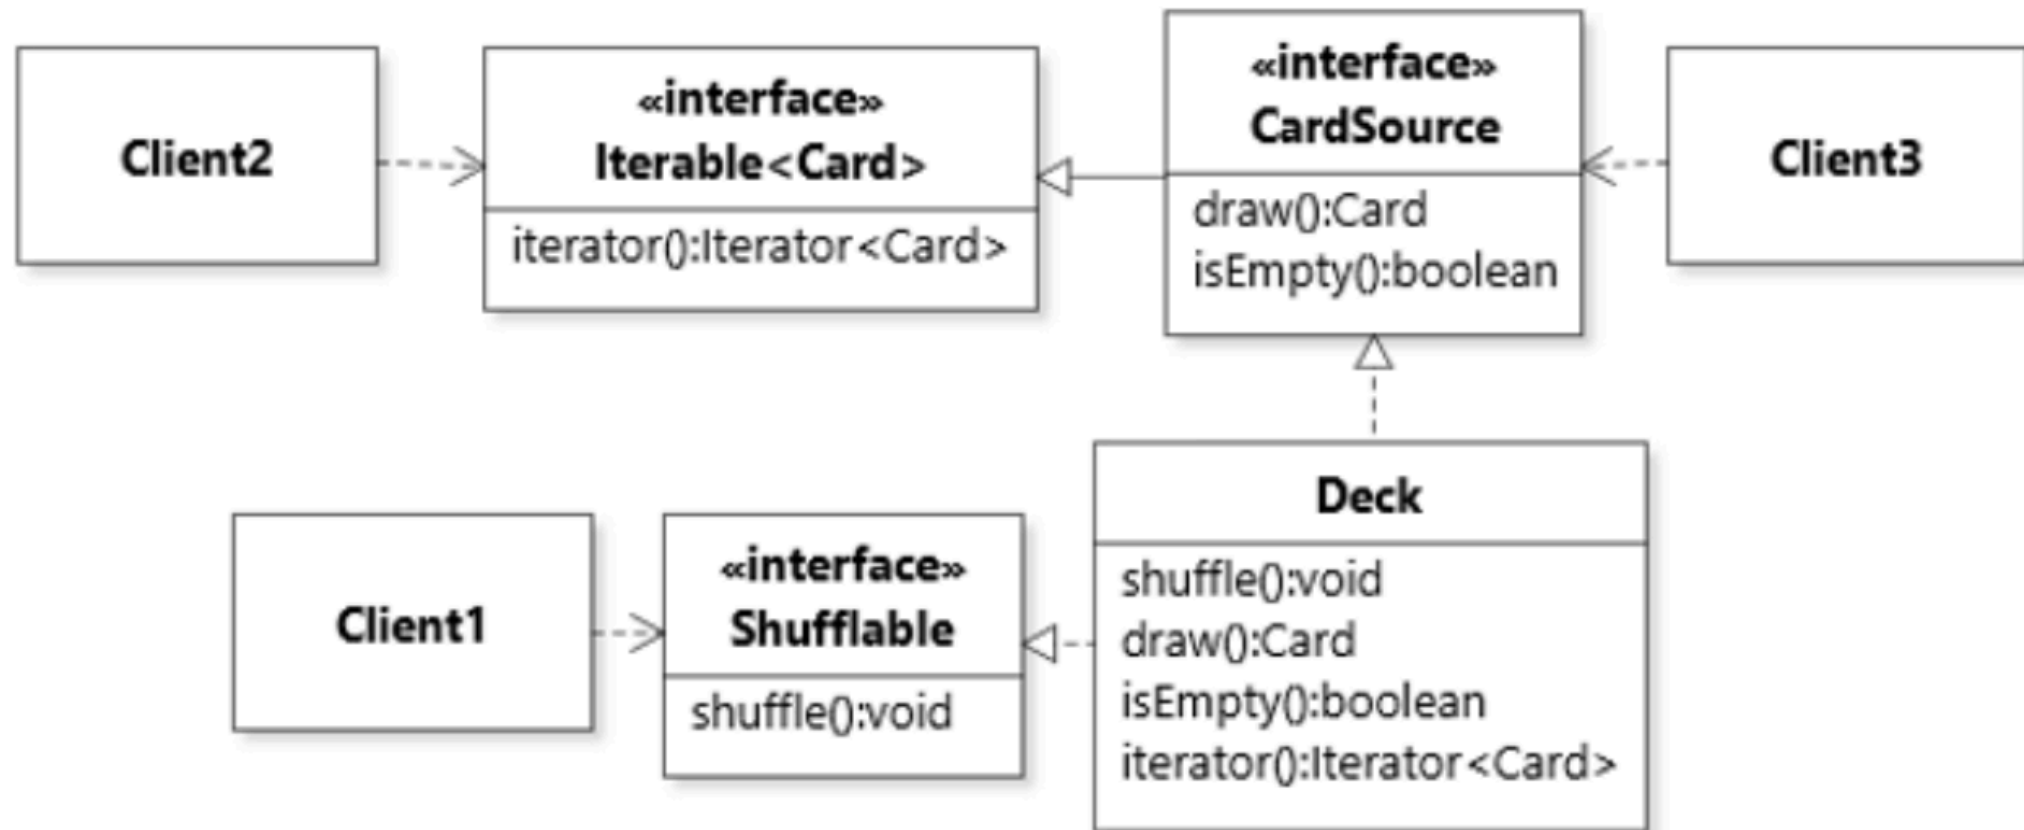 Client2
«interface»
Iterable<Card>
iterator():Iterator<Card>
«interface»
CardSource
draw():Card
isEmpty():boolean
Client3
Client1
«interface»
Shufflable
shuffle():void
Deck
shuffle():void
draw():Card
isEmpty():boolean
iterator():Iterator<Card>